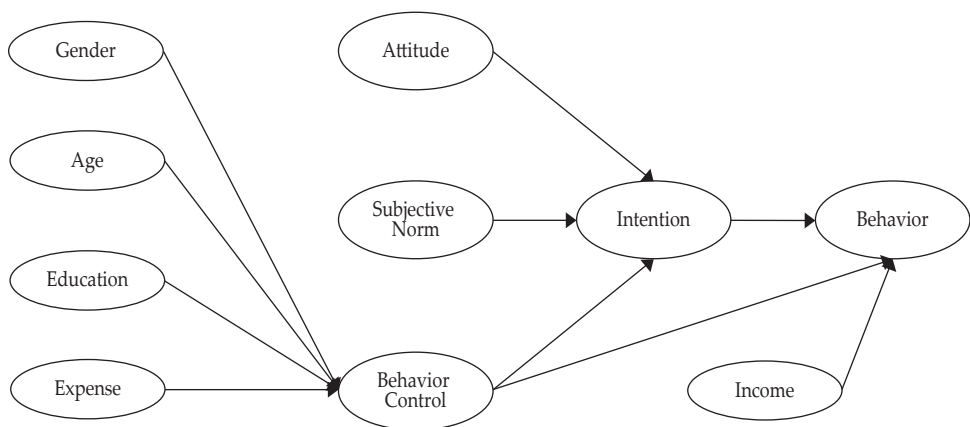 Gender
Attitude
Age
Subjective
Norm
Intention
Behavior
Education
Expense
Behavior
Control
Income